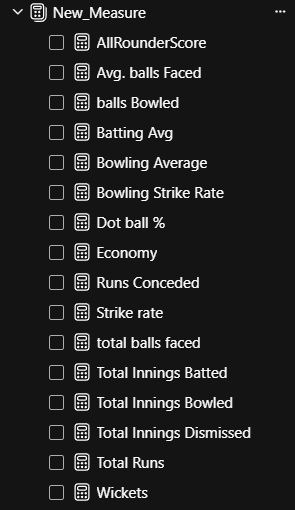 New_Measure
AllRounderScore
Avg. balls Faced
balls Bowled
Batting Avg
Bowling Average
Bowling Strike Rate
Dot ball %
Economy
Runs Conceded
Strike rate
total balls faced
Total Innings Batted
Total Innings Bowled
Total Innings Dismissed
Total Runs
Wickets